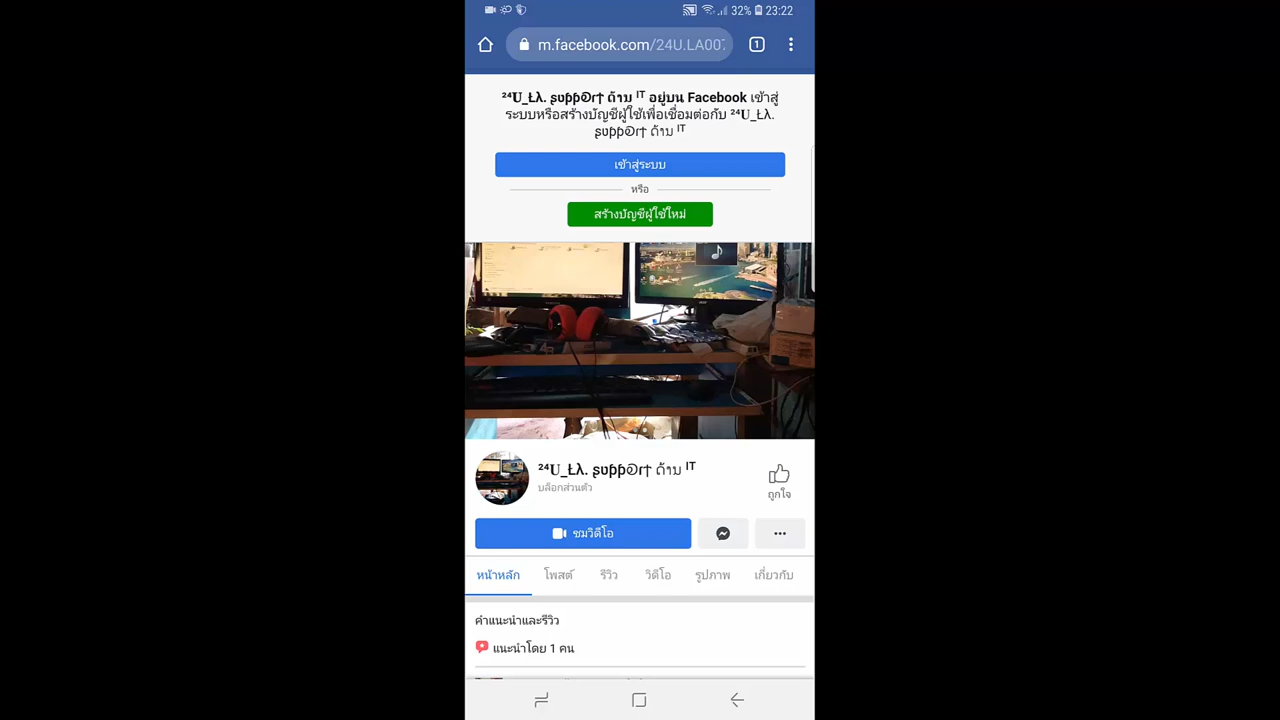 32% 23:22
m.facebook.com/24U.LA007
1
²⁴U_Łλ. ʂυƥƥѲɾϯ ด้าน ᴵᵀ อยู่บน Facebook เข้าสู่
ระบบหรือสร้างบัญชีผู้ใช้เพื่อเชื่อมต่อกับ ²⁴U_Łλ.
ʂυƥƥѲɾϯ ด้าน ᴵᵀ
เข้าสู่ระบบ
หรือ
สร้างบัญชีผู้ใช้ใหม่
²⁴U_Łλ. ʂυƥƥѲɾϯ ด้าน ᴵᵀ
บล็อกส่วนตัว
ถูกใจ
ชมวิดีโอ
หน้าหลัก โพสต์ รีวิว วิดีโอ รูปภาพ เกี่ยวกับ
คำแนะนำและรีวิว
แนะนำโดย 1 คน